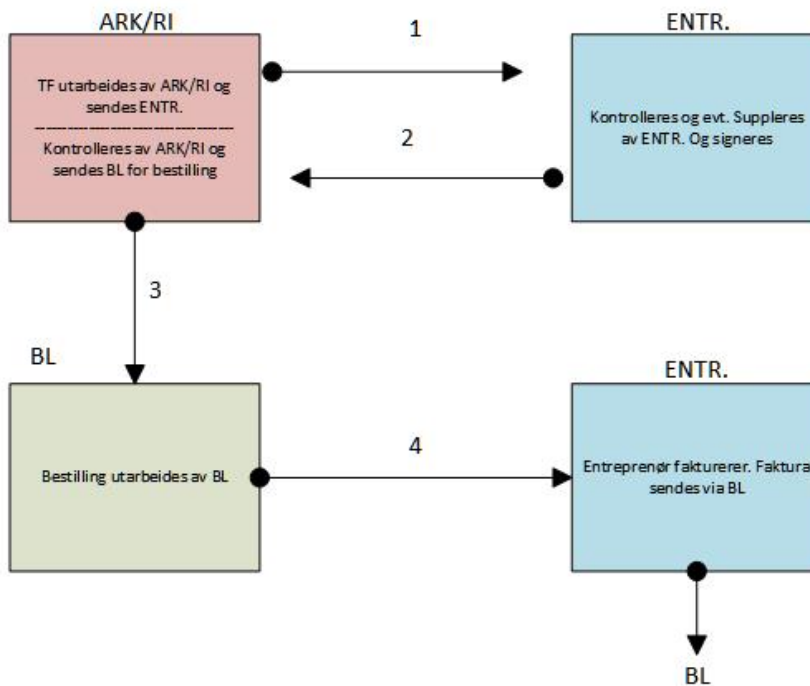 ARK/RI
1
ENTR.
TF utarbeides av ARK/RI og
sendes ENTR.
------------------------------------
Kontrolleres av ARK/RI og
sendes BL for bestilling
Kontrolleres og evt. Suppleres
av ENTR. Og signeres
2
3
BL
ENTR.
4
Bestilling utarbeides av BL
Entreprenør fakturerer. Faktura
sendes via BL
BL